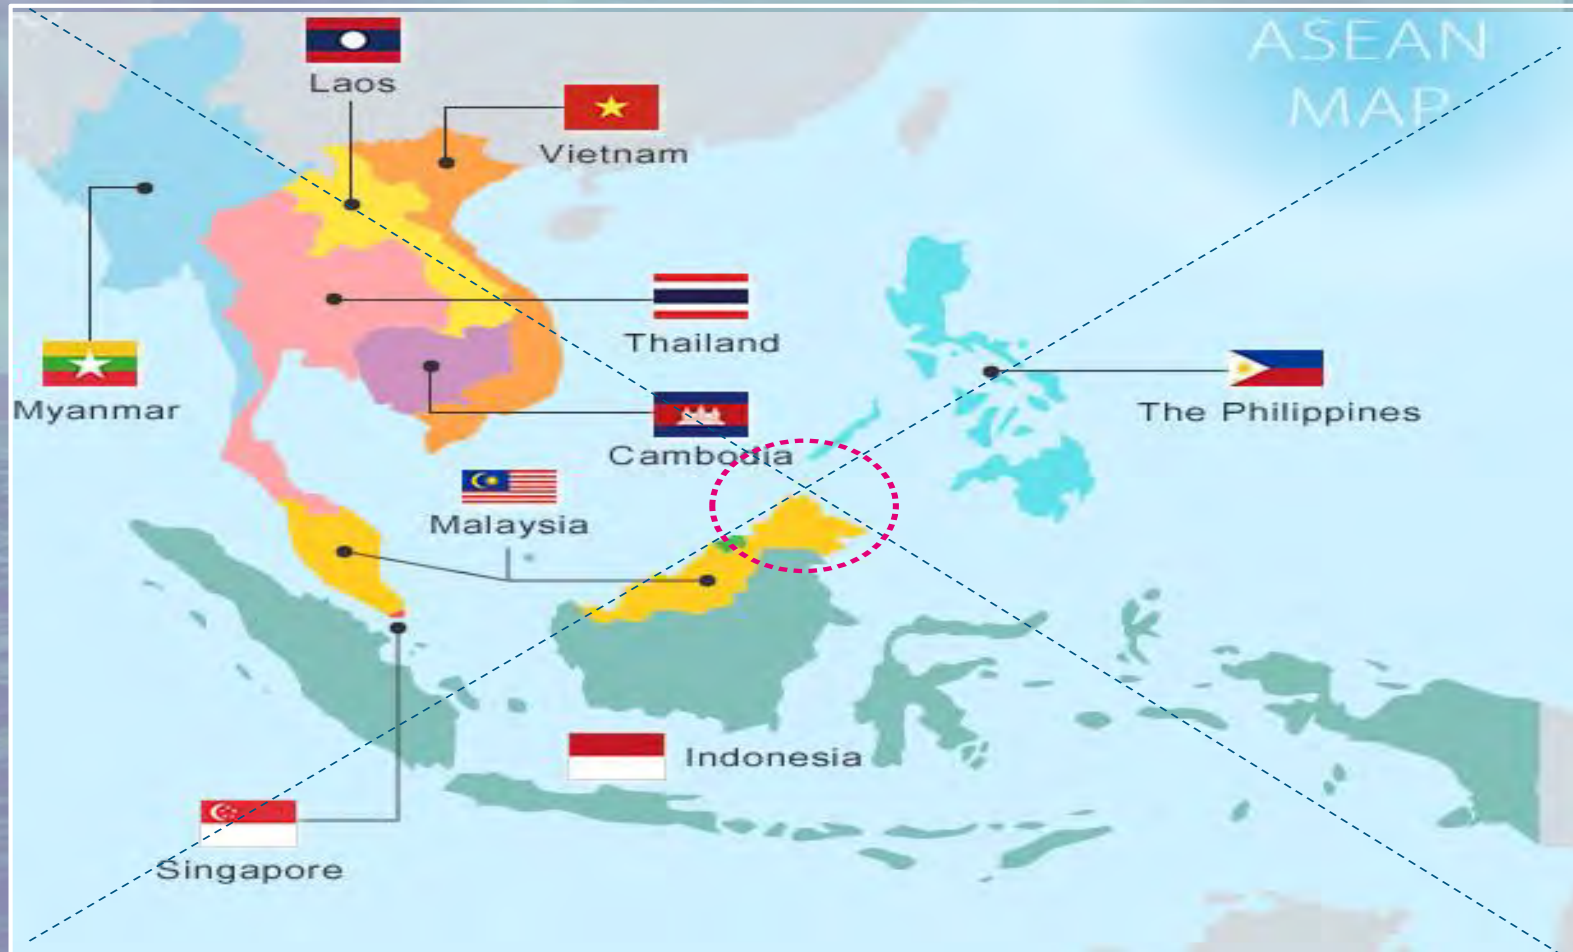 ASEAN
MAP
Laos
Vietnam
Thailand
Myanmar
The Philippines
Cambodia
Malaysia
Indonesia
Singapore